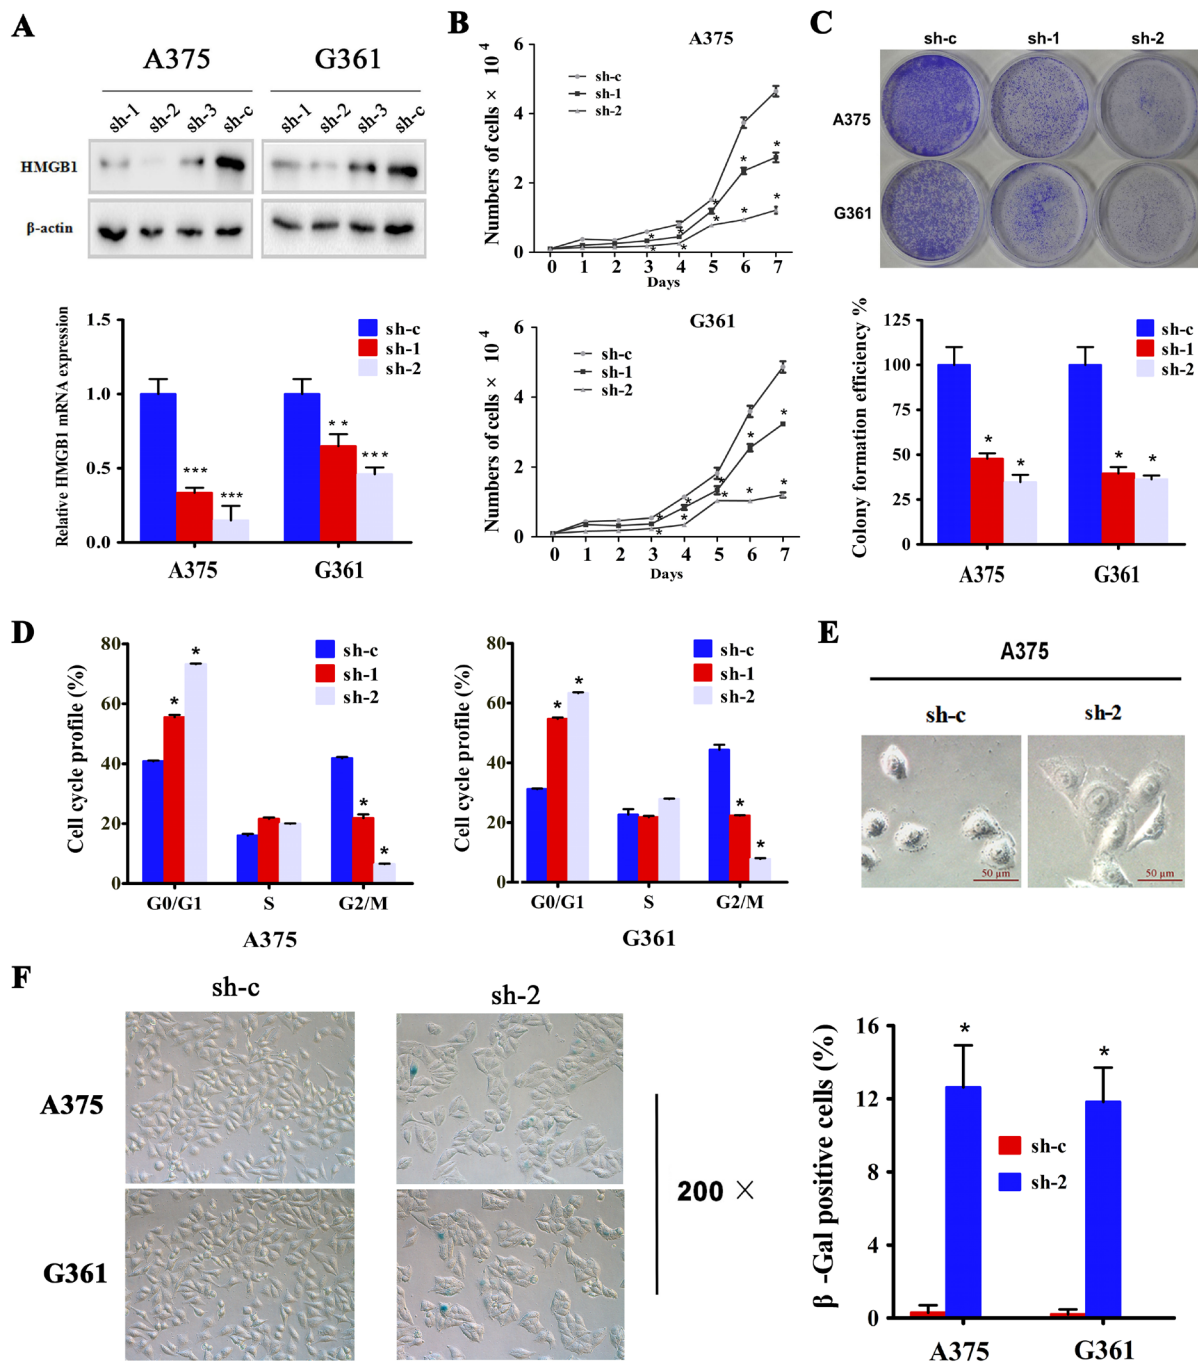 A
A375 G361
sh-1 sh-2 sh-3 sh-c sh-1 sh-2 sh-3 sh-c
HMGB1
β-actin
Relative HMGB1 mRNA expression
1.5
1.0
0.5
0.0
sh-c
sh-1
sh-2
*** *** ** ***
A375 G361
B
A375
Numbers of cells × 10 4
6
4
2
0
sh-c
sh-1
sh-2
* * * * * * * * * *
0 1 2 3 4 5 6 7
Days
G361
Numbers of cells × 10 4
6
4
2
0
sh-c
sh-1
sh-2
* * * * * * * * *
0 1 2 3 4 5 6 7
Days
C
sh-c sh-1 sh-2
A375
G361
Colony formation efficiency %
125
100
75
50
25
0
sh-c
sh-1
sh-2
* * * *
A375 G361
D
Cell cycle profile (%)
80
60
40
20
0
sh-c
sh-1
sh-2
* * * *
G0/G1 S G2/M
A375
Cell cycle profile (%)
80
60
40
20
0
sh-c
sh-1
sh-2
* * * *
G0/G1 S G2/M
G361
E
A375
sh-c sh-2
50 μm 50 μm
F
sh-c sh-2
A375
G361
200 ×
β -Gal positive cells (%)
16
12
8
4
0
* *
sh-c
sh-2
A375 G361